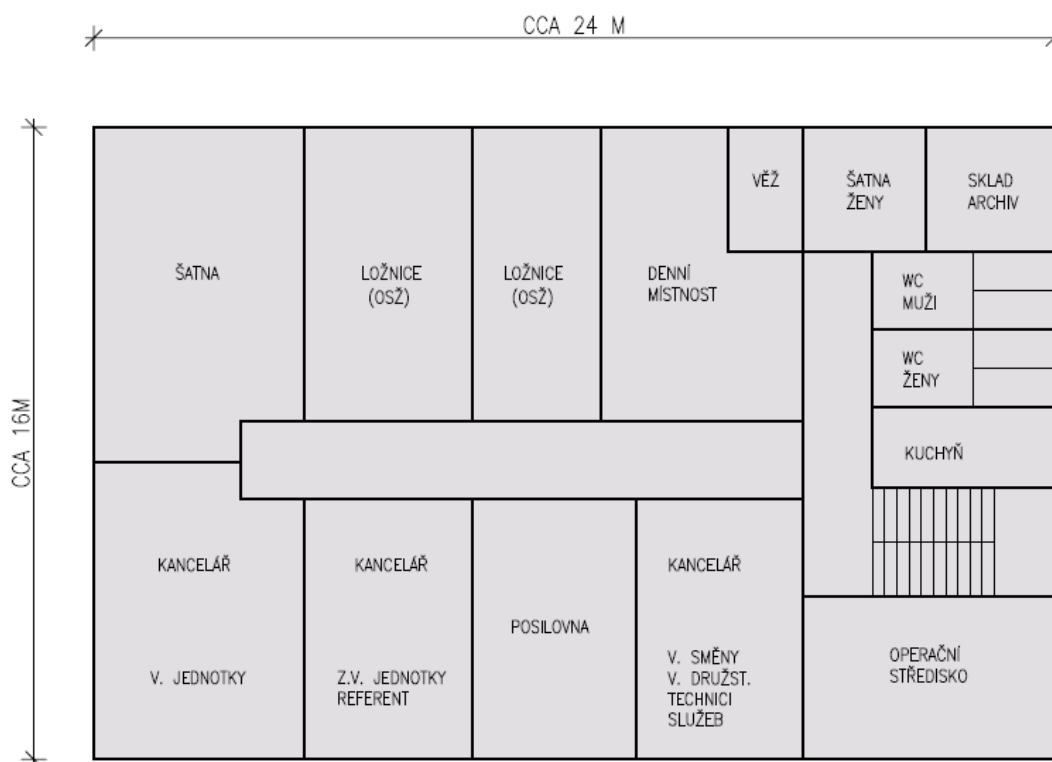 CCA 24 M
CCA 16M
ŠATNA
LOŽNICE
(OSŽ)
LOŽNICE
(OSŽ)
DENNÍ
MÍSTNOST
VĚŽ
ŠATNA
ŽENY
SKLAD
ARCHIV
WC
MUŽI
WC
ŽENY
KUCHYŇ
KANCELÁŘ
V. JEDNOTKY
KANCELÁŘ
Z.V. JEDNOTKY
REFERENT
POSILOVNA
KANCELÁŘ
V. SMĚNY
V. DRUŽST.
TECHNICI
SLUŽEB
OPERAČNÍ
STŘEDISKO